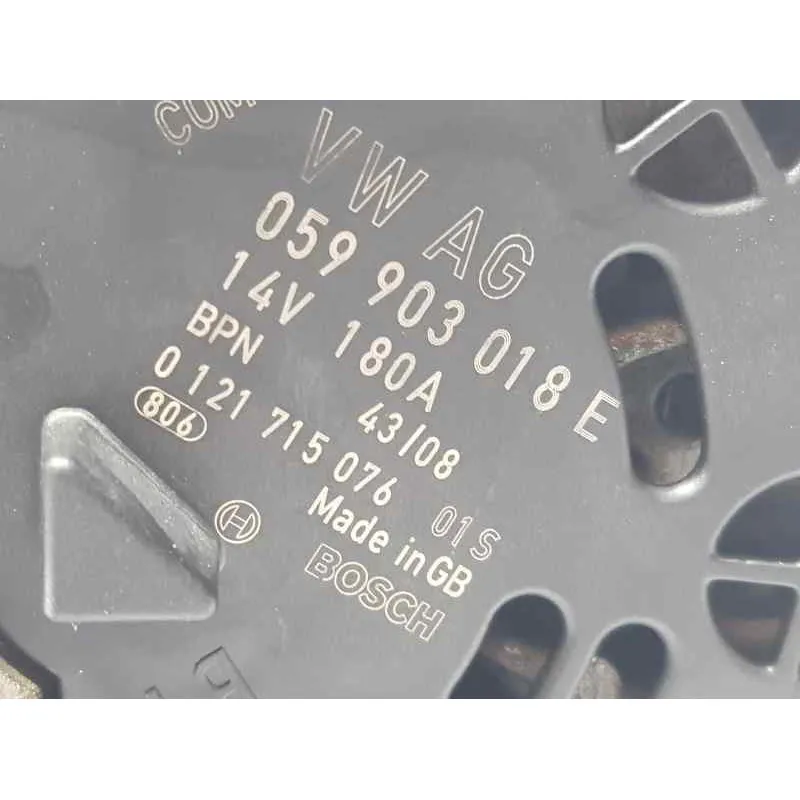 COM
VW AG
059 903 018 E
14V 180A
BPN 43/08
0 121 715 076 01S
806
Made in GB
BOSCH